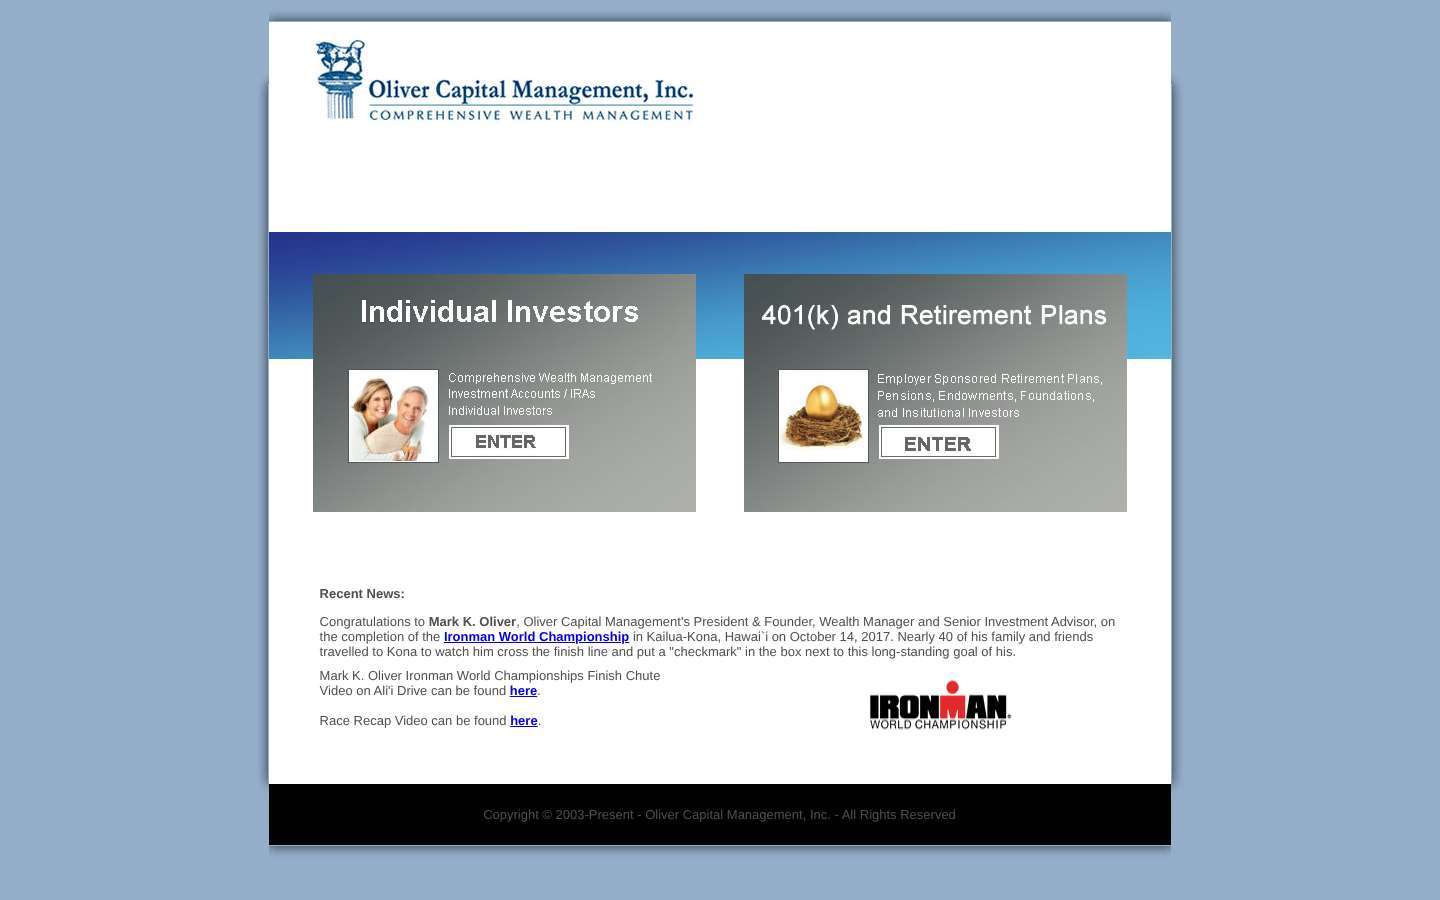 Oliver Capital Management, Inc.
COMPREHENSIVE WEALTH MANAGEMENT
Individual Investors
Comprehensive Wealth Management
Investment Accounts / IRAs
Individual Investors
ENTER
401(k) and Retirement Plans
Employer Sponsored Retirement Plans,
Pensions, Endowments, Foundations,
and Insitutional Investors
ENTER
Recent News:
Congratulations to Mark K. Oliver, Oliver Capital Management's President & Founder, Wealth Manager and Senior Investment Advisor, on
the completion of the Ironman World Championship in Kailua-Kona, Hawai`i on October 14, 2017. Nearly 40 of his family and friends
travelled to Kona to watch him cross the finish line and put a "checkmark" in the box next to this long-standing goal of his.
Mark K. Oliver Ironman World Championships Finish Chute
Video on Ali'i Drive can be found here.
Race Recap Video can be found here.
IRONMAN®
WORLD CHAMPIONSHIP
Copyright © 2003-Present - Oliver Capital Management, Inc. - All Rights Reserved